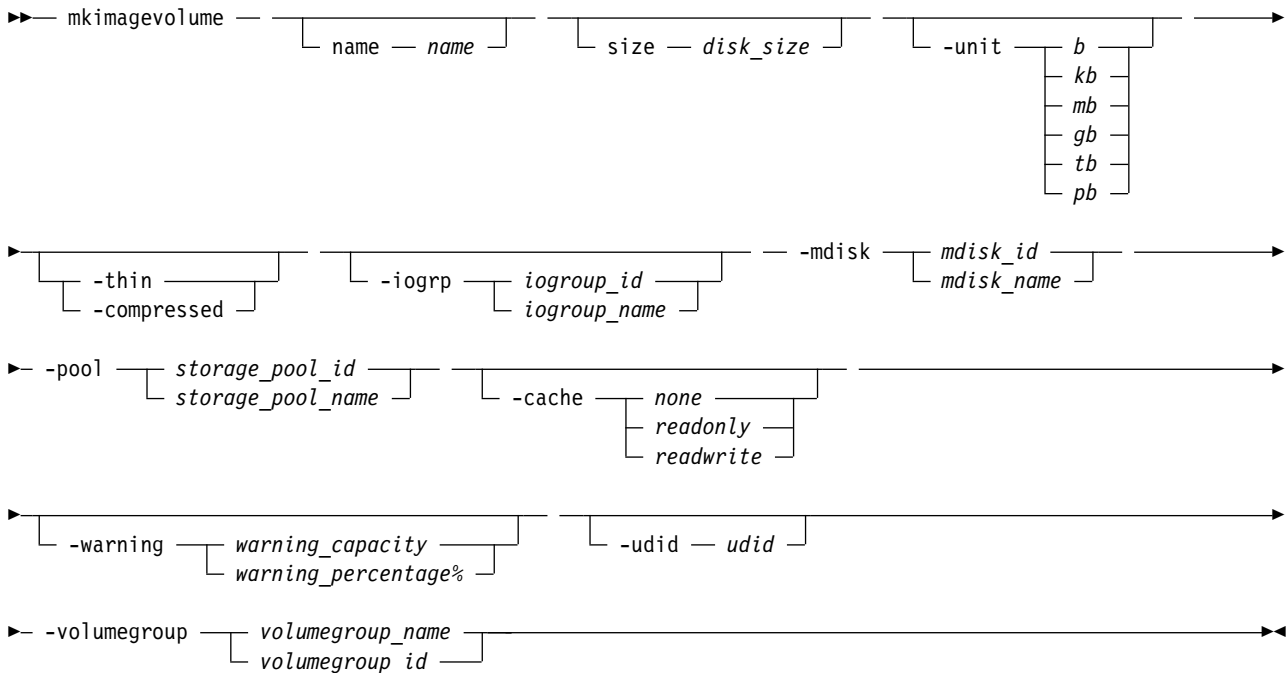 mkimagevolume name name size disk_size -unit b
kb
mb
gb
tb
pb
-thin -iogrp iogroup_id -mdisk mdisk_id
-compressed iogroup_name mdisk_name
-pool storage_pool_id -cache none
storage_pool_name readonly
readwrite
-warning warning_capacity -udid udid
warning_percentage%
-volumegroup volumegroup_name
volumegroup id